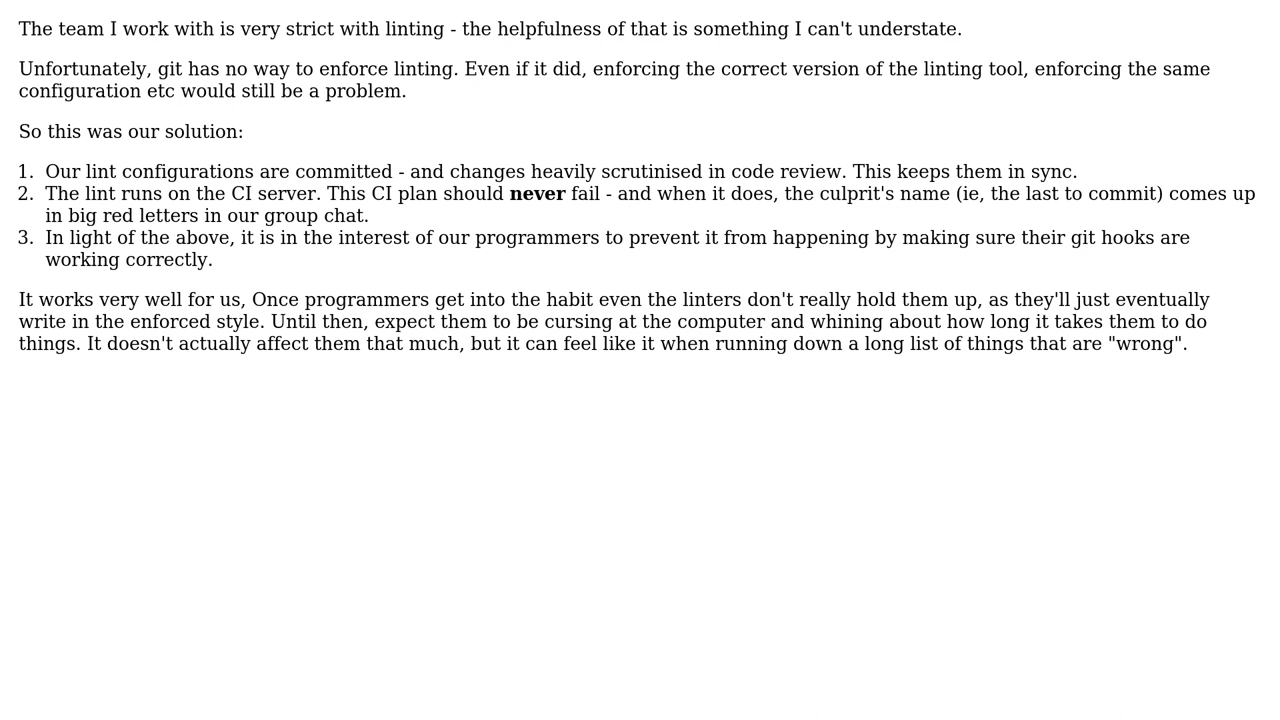 The team I work with is very strict with linting - the helpfulness of that is something I can't understate.
Unfortunately, git has no way to enforce linting. Even if it did, enforcing the correct version of the linting tool, enforcing the same
configuration etc would still be a problem.
So this was our solution:
1. Our lint configurations are committed - and changes heavily scrutinised in code review. This keeps them in sync.
2. The lint runs on the CI server. This CI plan should never fail - and when it does, the culprit's name (ie, the last to commit) comes up
in big red letters in our group chat.
3. In light of the above, it is in the interest of our programmers to prevent it from happening by making sure their git hooks are
working correctly.
It works very well for us, Once programmers get into the habit even the linters don't really hold them up, as they'll just eventually
write in the enforced style. Until then, expect them to be cursing at the computer and whining about how long it takes them to do
things. It doesn't actually affect them that much, but it can feel like it when running down a long list of things that are "wrong".